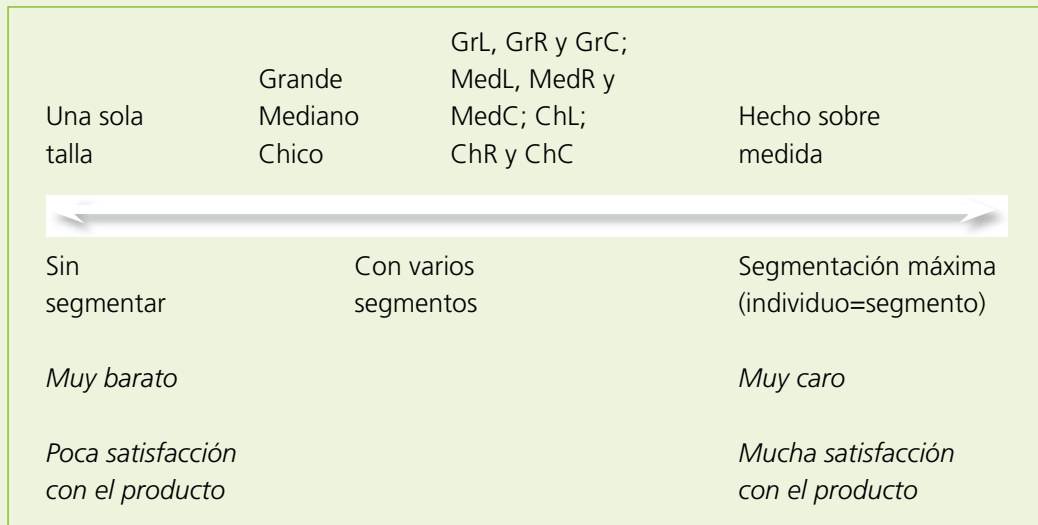 Una sola
talla
Grande
Mediano
Chico
GrL, GrR y GrC;
MedL, MedR y
MedC; ChL;
ChR y ChC
Hecho sobre
medida
Sin
segmentar
Con varios
segmentos
Segmentación máxima
(individuo=segmento)
Muy barato
Muy caro
Poca satisfacción
con el producto
Mucha satisfacción
con el producto